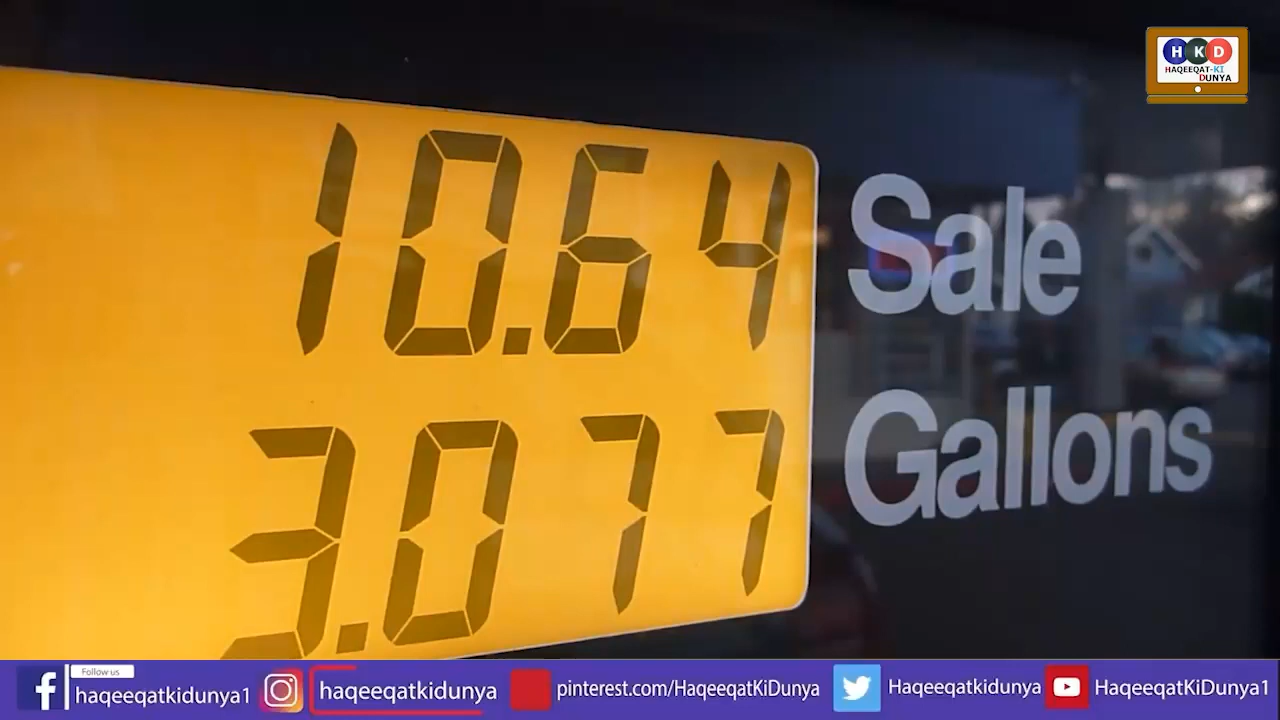 HKD
HAQEEQAT-KI
DUNYA
10.64 Sale
3.077 Gallons
Follow us
haqeeqatkidunya1
haqeeqatkidunya
pinterest.com/HaqeeqatKiDunya
Haqeeqatkidunya
HaqeeqatKiDunya1